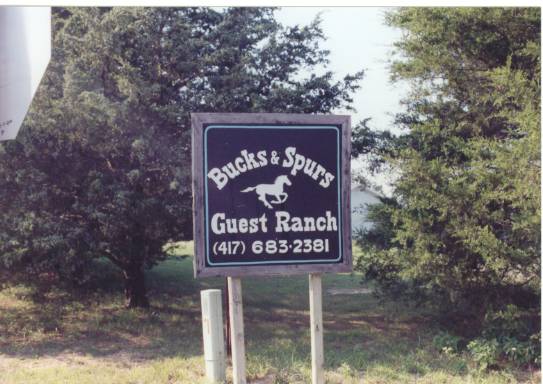 Bucks & Spurs
Guest Ranch
(417) 683-2381